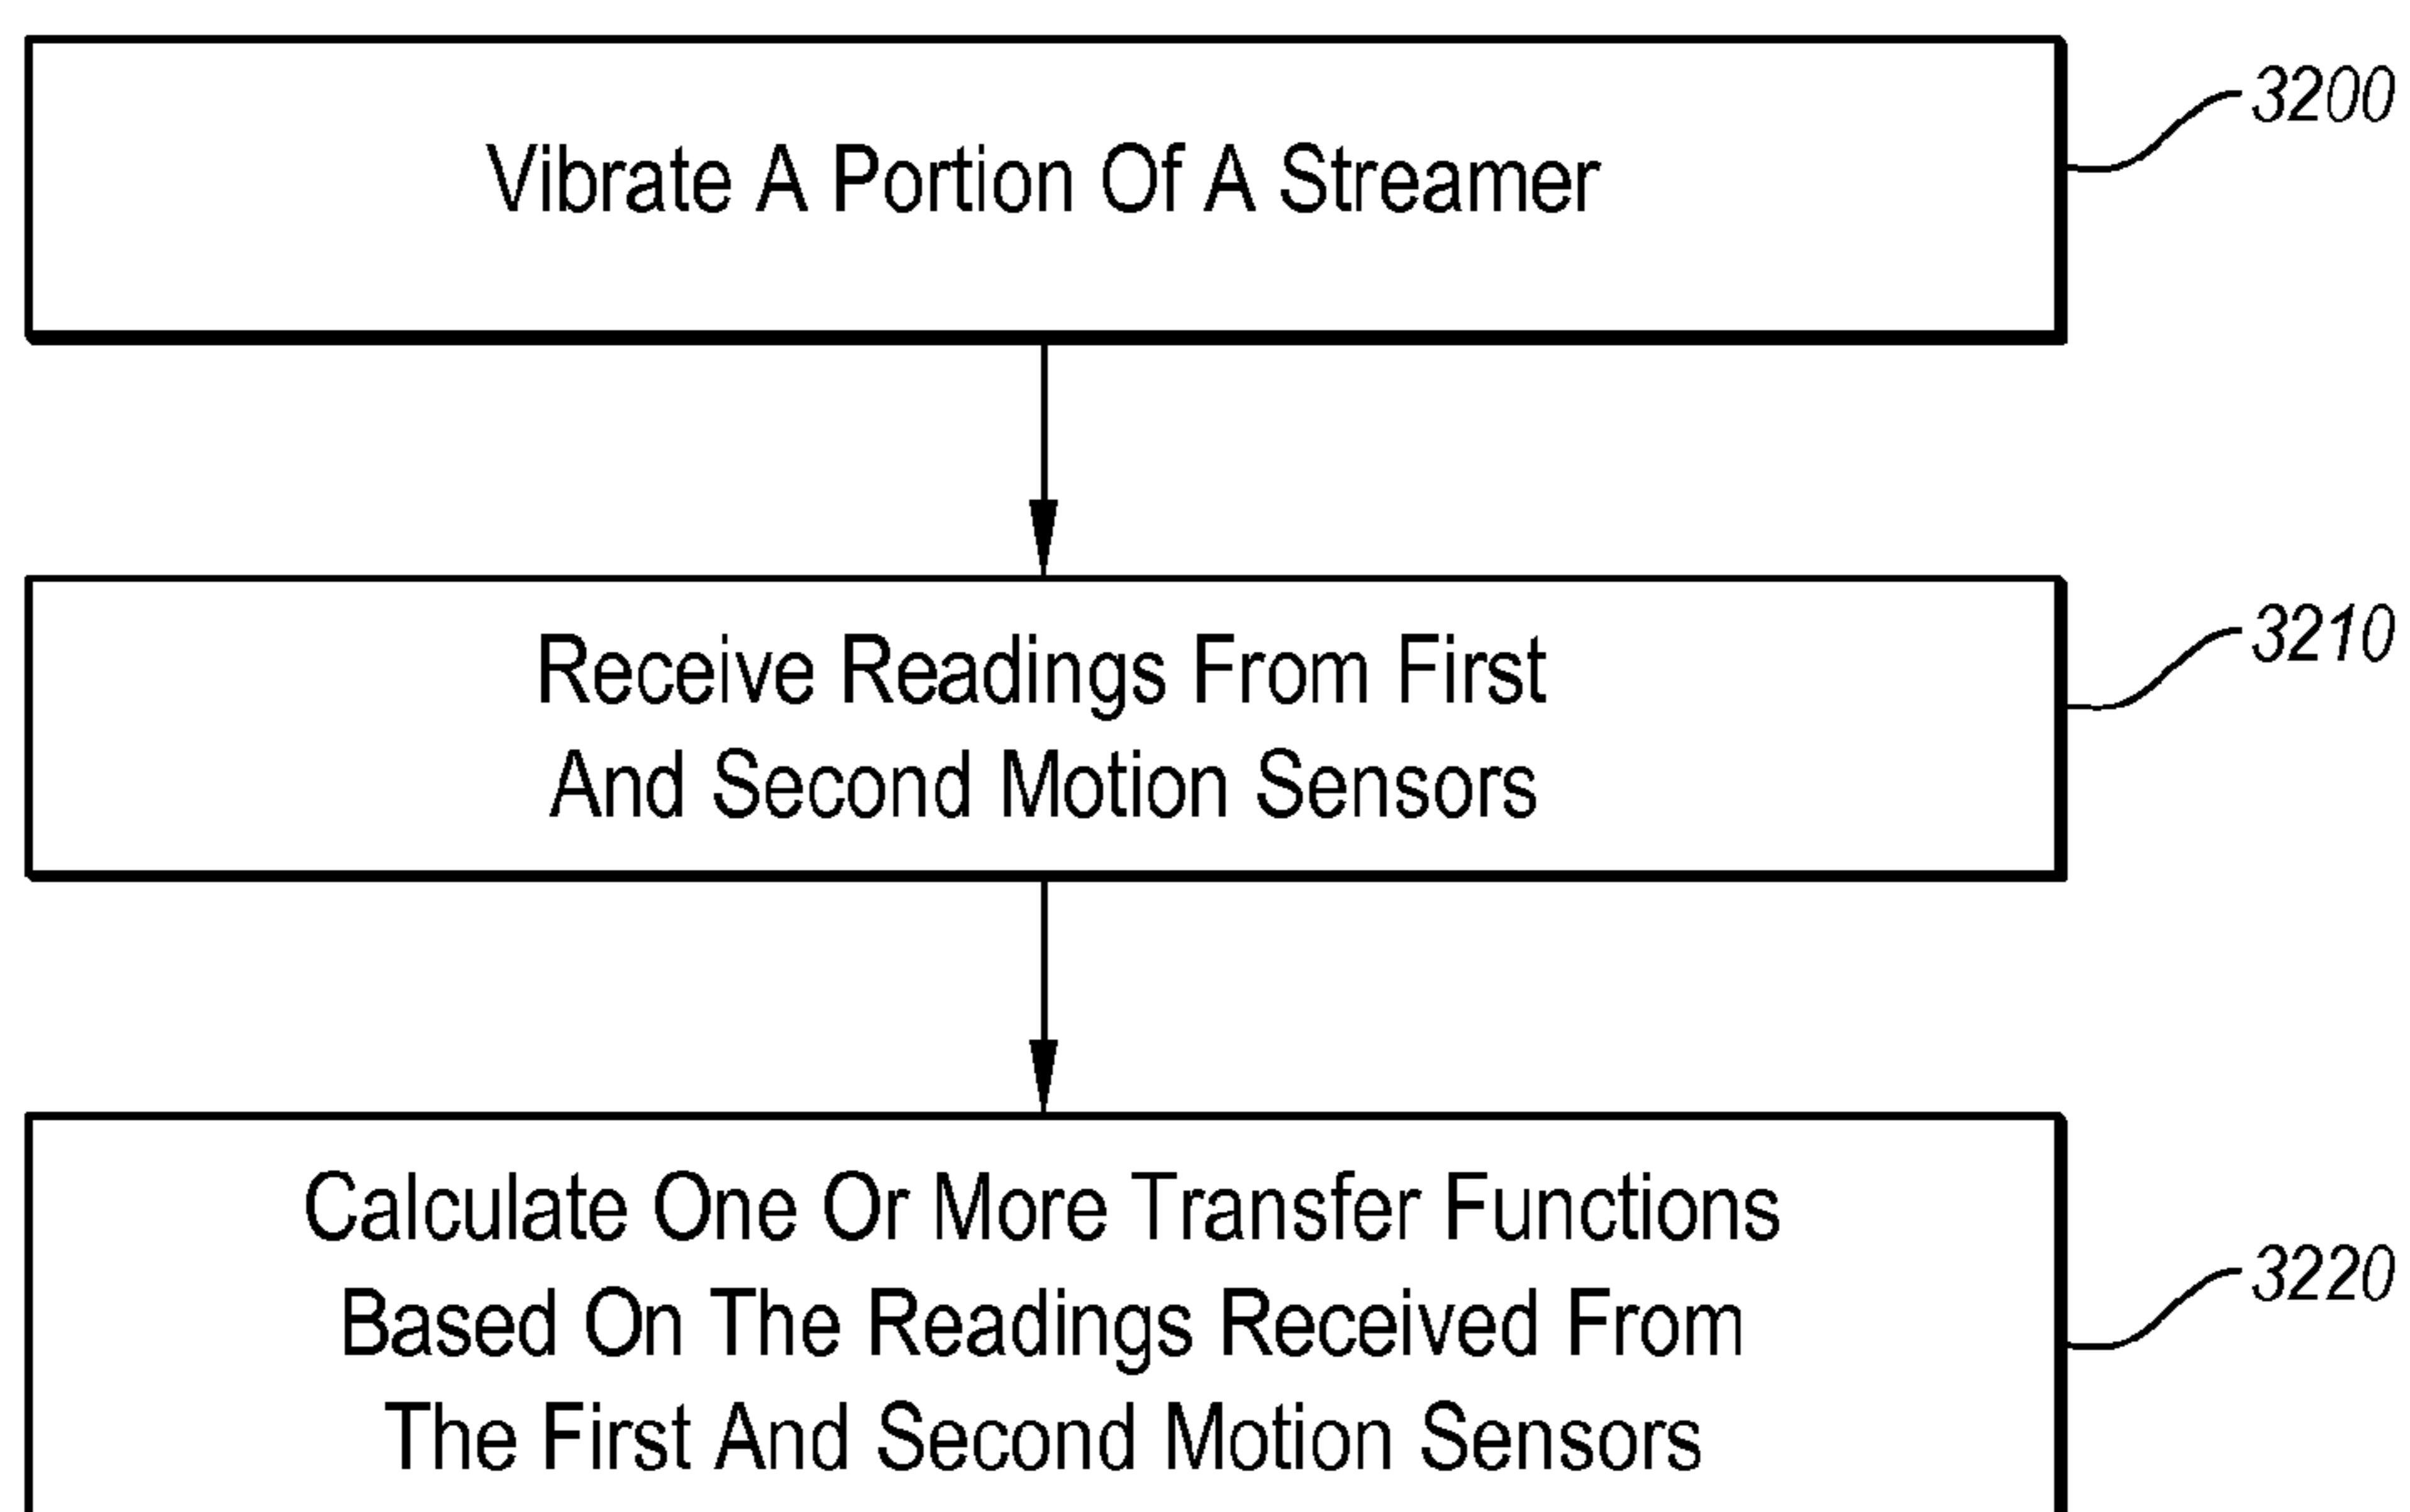 Vibrate A Portion Of A Streamer
3200
Receive Readings From First
And Second Motion Sensors
3210
Calculate One Or More Transfer Functions
Based On The Readings Received From
The First And Second Motion Sensors
3220